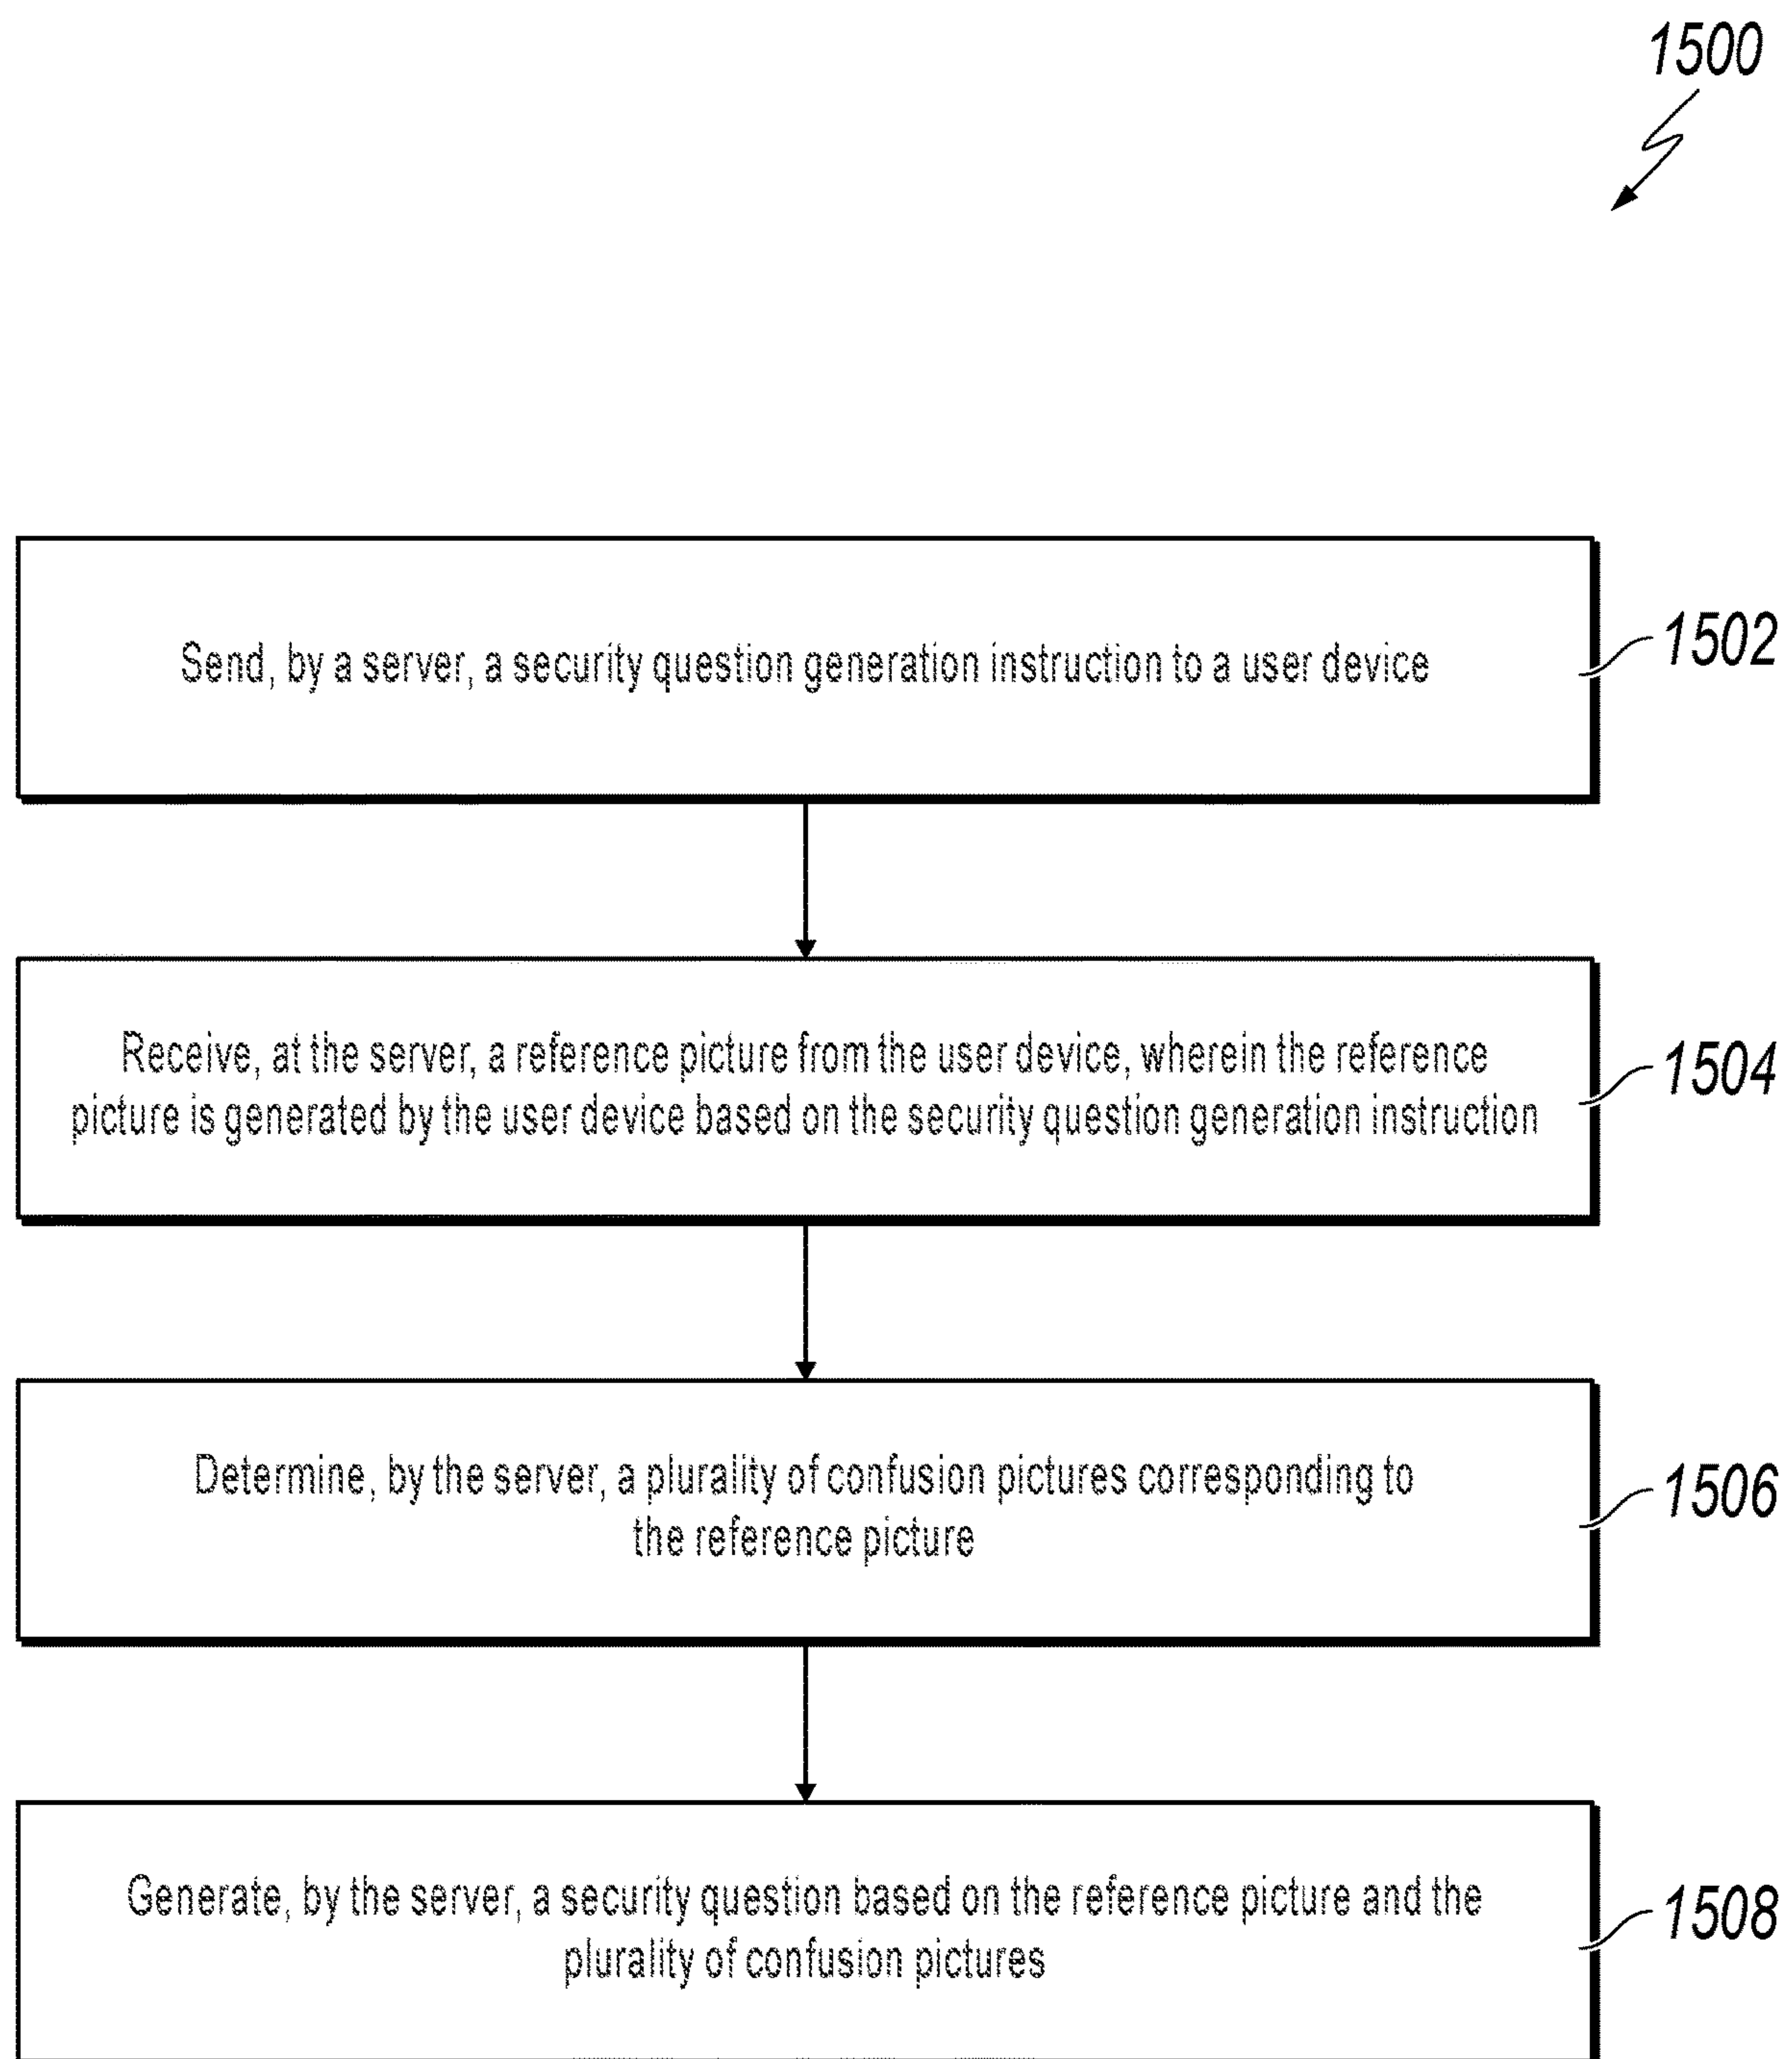 1500
Send, by a server, a security question generation instruction to a user device
1502
Receive, at the server, a reference picture from the user device, wherein the reference
picture is generated by the user device based on the security question generation instruction
1504
Determine, by the server, a plurality of confusion pictures corresponding to
the reference picture
1506
Generate, by the server, a security question based on the reference picture and the
plurality of confusion pictures
1508